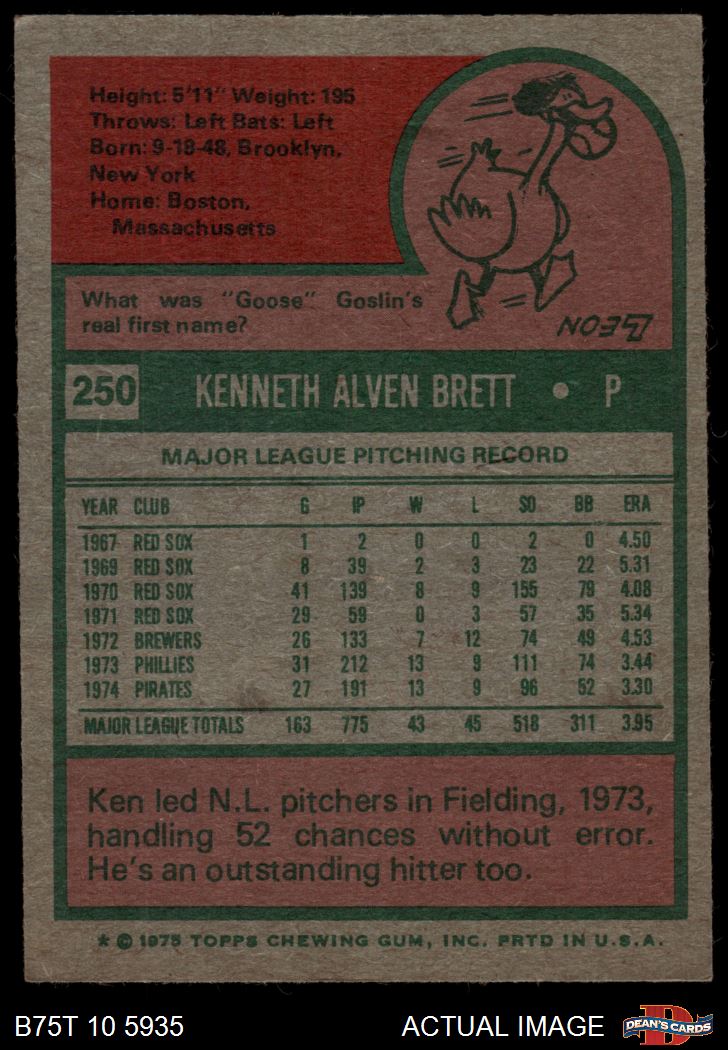 Height: 5'11" Weight: 195
Throws: Left Bats: Left
Born: 9-18-48, Brooklyn,
New York
Home: Boston,
Massachusetts
What was "Goose" Goslin's
real first name?
LEON
250 KENNETH ALVEN BRETT • P
MAJOR LEAGUE PITCHING RECORD
YEAR CLUB G IP W L SO BB ERA
1967 RED SOX 1 2 0 0 2 0 4.50
1969 RED SOX 8 39 2 3 23 22 5.31
1970 RED SOX 41 139 8 9 155 79 4.08
1971 RED SOX 29 59 0 3 57 35 5.34
1972 BREWERS 26 133 7 12 74 49 4.53
1973 PHILLIES 31 212 13 9 111 74 3.44
1974 PIRATES 27 191 13 9 96 52 3.30
MAJOR LEAGUE TOTALS 163 775 43 45 518 311 3.95
Ken led N.L. pitchers in Fielding, 1973,
handling 52 chances without error.
He's an outstanding hitter too.
* © 1975 TOPPS CHEWING GUM, INC. PRTD IN U.S.A.
B75T 10 5935 ACTUAL IMAGE D DEAN'S CARDS